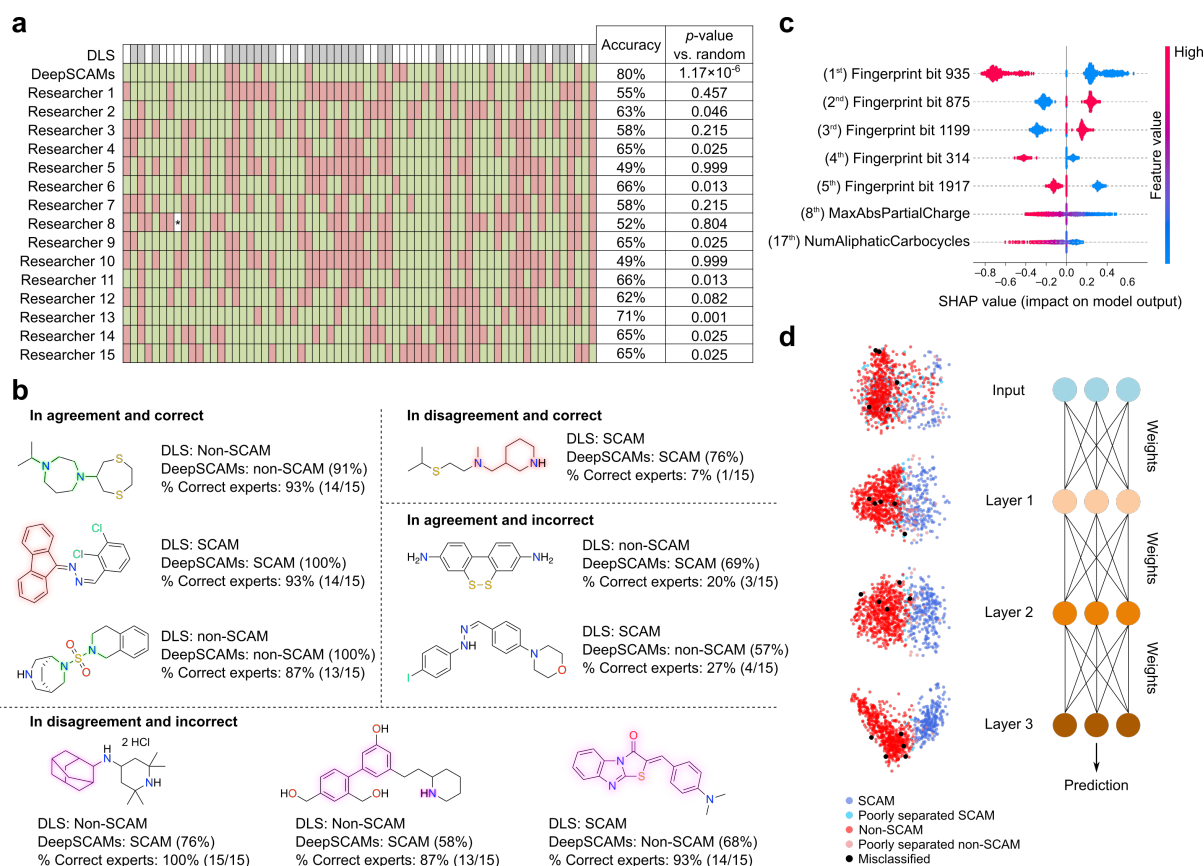 a
Accuracy
p-value
vs. random
DLS
DeepSCAMs 80% 1.17×10⁻⁶
Researcher 1 55% 0.457
Researcher 2 63% 0.046
Researcher 3 58% 0.215
Researcher 4 65% 0.025
Researcher 5 49% 0.999
Researcher 6 66% 0.013
Researcher 7 58% 0.215
Researcher 8 * 52% 0.804
Researcher 9 65% 0.025
Researcher 10 49% 0.999
Researcher 11 66% 0.013
Researcher 12 62% 0.082
Researcher 13 71% 0.001
Researcher 14 65% 0.025
Researcher 15 65% 0.025
b
In agreement and correct
N
N
S
S
DLS: Non-SCAM
DeepSCAMs: non-SCAM (91%)
% Correct experts: 93% (14/15)
Cl
Cl
N
N
DLS: SCAM
DeepSCAMs: SCAM (100%)
% Correct experts: 93% (14/15)
HN
N
S
O
O
N
DLS: non-SCAM
DeepSCAMs: non-SCAM (100%)
% Correct experts: 87% (13/15)
In disagreement and correct
S
N
NH
DLS: SCAM
DeepSCAMs: SCAM (76%)
% Correct experts: 7% (1/15)
In agreement and incorrect
H₂N
NH₂
S–S
DLS: non-SCAM
DeepSCAMs: SCAM (69%)
% Correct experts: 20% (3/15)
I
N
NH
N
O
DLS: SCAM
DeepSCAMs: non-SCAM (57%)
% Correct experts: 27% (4/15)
In disagreement and incorrect
H
N
2 HCl
NH
DLS: Non-SCAM
DeepSCAMs: SCAM (76%)
% Correct experts: 100% (15/15)
OH
HO
OH
HN
DLS: Non-SCAM
DeepSCAMs: SCAM (58%)
% Correct experts: 87% (13/15)
O
N
N
S
N
DLS: SCAM
DeepSCAMs: Non-SCAM (68%)
% Correct experts: 93% (14/15)
c
High
(1st) Fingerprint bit 935
(2nd) Fingerprint bit 875
(3rd) Fingerprint bit 1199
(4th) Fingerprint bit 314
(5th) Fingerprint bit 1917
(8th) MaxAbsPartialCharge
(17th) NumAliphaticCarbocycles
−0.8 −0.4 0.0 0.4 0.8
SHAP value (impact on model output)
Feature value
Low
d
Input
Weights
Layer 1
Weights
Layer 2
Weights
Layer 3
Prediction
SCAM
Poorly separated SCAM
Non-SCAM
Poorly separated non-SCAM
Misclassified